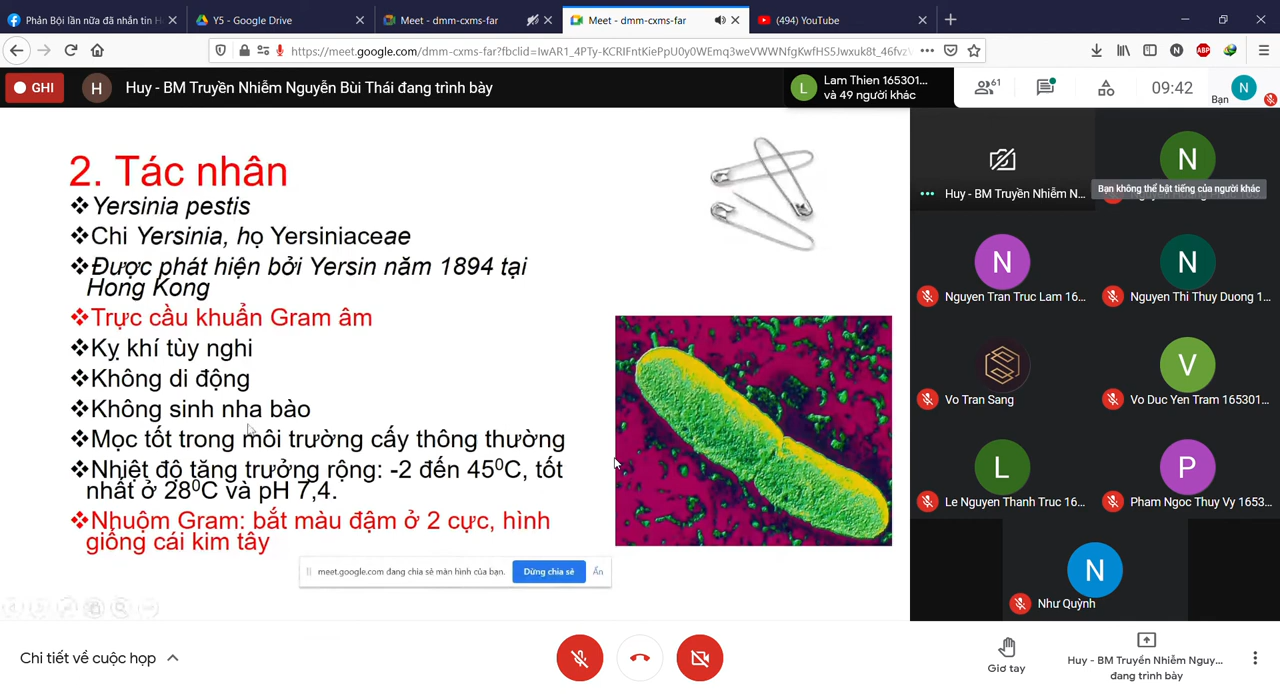 Phản Bội lần nữa đã nhắn tin H
Y5 - Google Drive
Meet - dmm-cxms-far
Meet - dmm-cxms-far
(494) YouTube
https://meet.google.com/dmm-cxms-far?fbclid=IwAR1_4PTy-KCRIFntKiePpU0y0WEmq3weVWWNfgKwfHS5Jwxuk8t_46fvz
GHI
H
Huy - BM Truyền Nhiễm Nguyễn Bùi Thái đang trình bày
L
Lam Thien 165301...
và 49 người khác
61
09:42
Bạn
N
2. Tác nhân
❖Yersinia pestis
❖Chi Yersinia, họ Yersiniaceae
❖Được phát hiện bởi Yersin năm 1894 tại
Hong Kong
❖Trực cầu khuẩn Gram âm
❖Kỵ khí tùy nghi
❖Không di động
❖Không sinh nha bào
❖Mọc tốt trong môi trường cấy thông thường
❖Nhiệt độ tăng trưởng rộng: -2 đến 45⁰C, tốt
nhất ở 28⁰C và pH 7,4.
❖Nhuộm Gram: bắt màu đậm ở 2 cực, hình
giống cái kim tây
meet.google.com đang chia sẻ màn hình của bạn.
Dừng chia sẻ
Ẩn
Huy - BM Truyền Nhiễm N...
N
Bạn không thể bật tiếng của người khác
N
Nguyen Tran Truc Lam 16...
N
Nguyen Thi Thuy Duong 1...
Vo Tran Sang
V
Vo Duc Yen Tram 165301...
L
Le Nguyen Thanh Truc 16...
P
Pham Ngoc Thuy Vy 1653...
N
Như Quỳnh
Chi tiết về cuộc họp
Giơ tay
Huy - BM Truyền Nhiễm Nguy...
đang trình bày